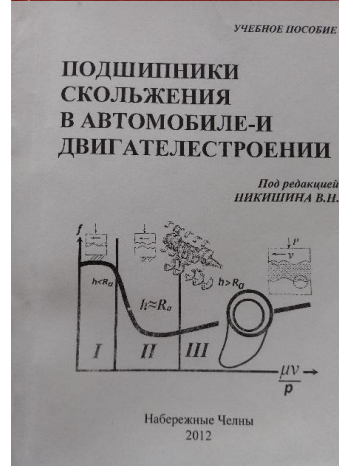 УЧЕБНОЕ ПОСОБИЕ
ПОДШИПНИКИ
СКОЛЬЖЕНИЯ
В АВТОМОБИЛЕ-И
ДВИГАТЕЛЕСТРОЕНИИ
Под редакцией
НИКИШИНА В.Н.
f
P
v
h<Ra
h≈Ra
h>Ra
I II III
μv
p
Набережные Челны
2012